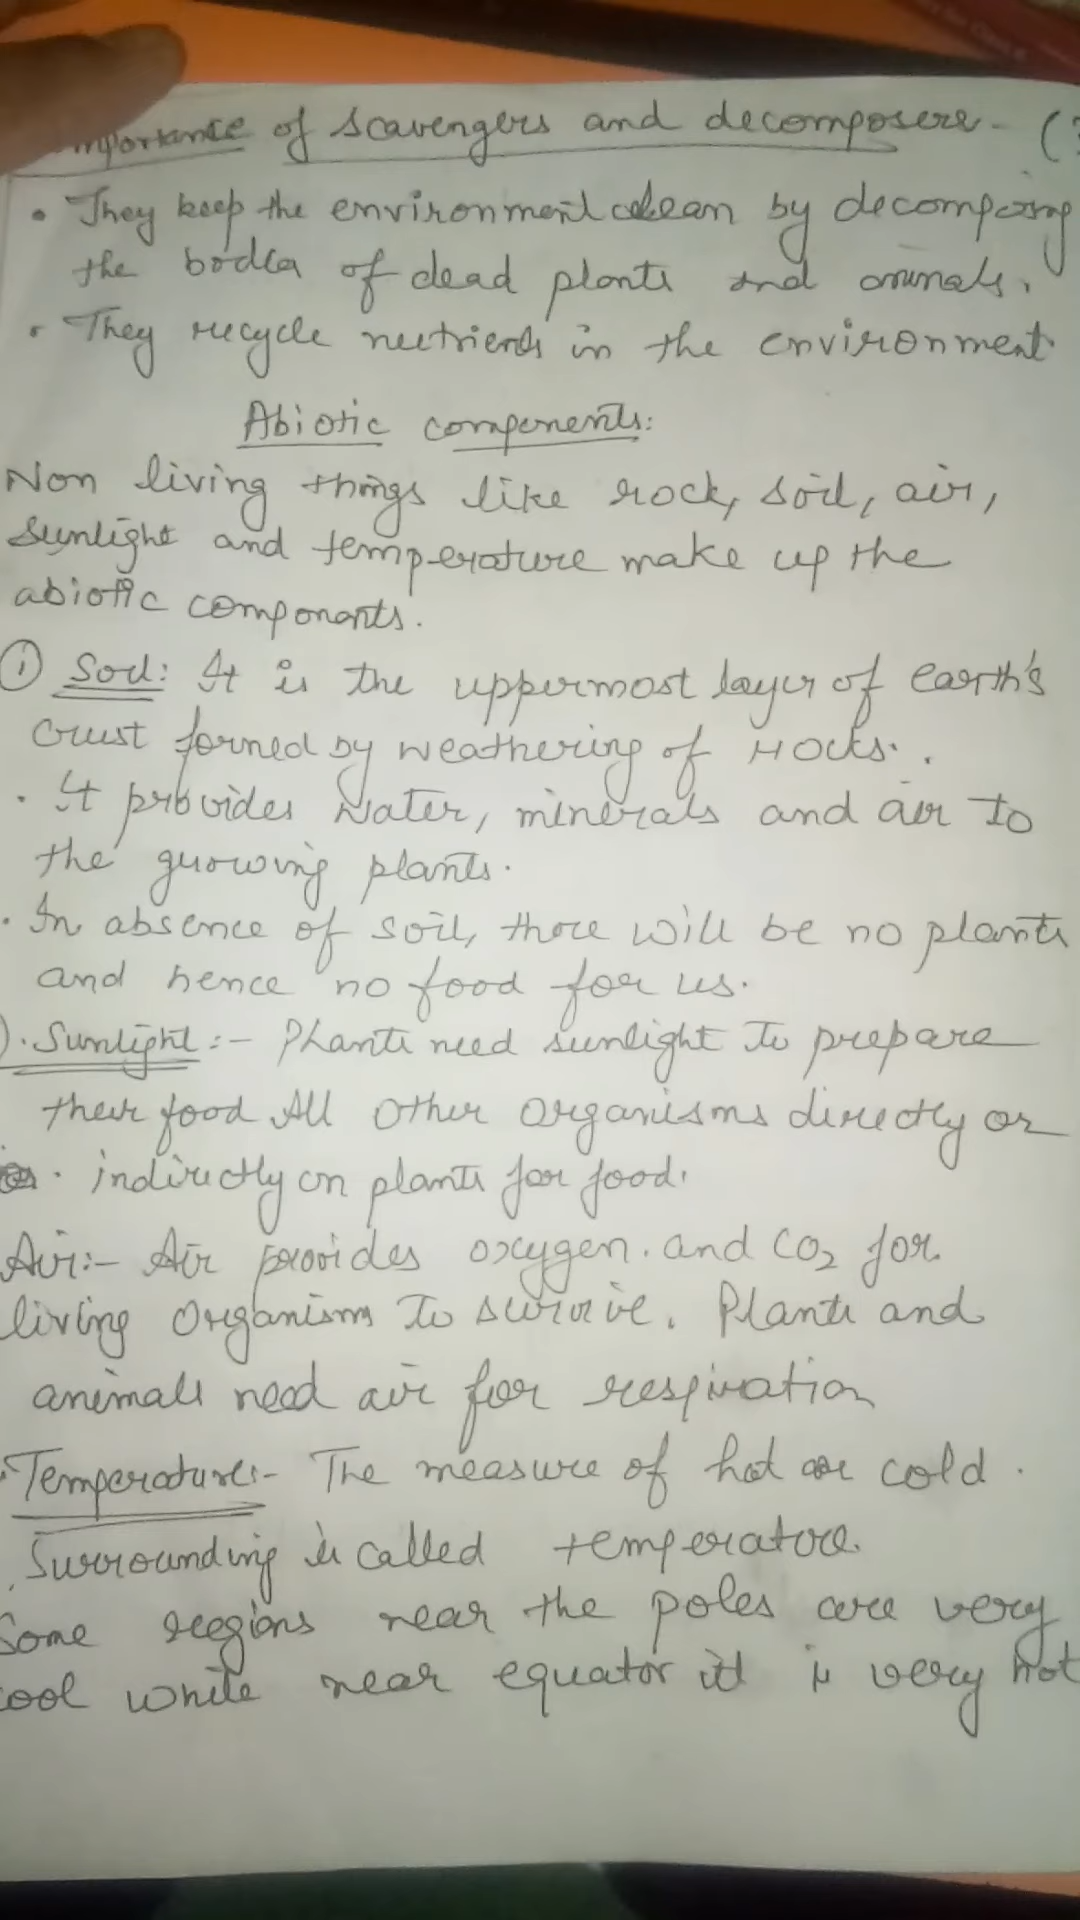 importance of scavengers and decomposers - (3
• They keep the environment clean by decomposing
the bodies of dead plants and animals.
• They recycle nutrients in the environment
Abiotic components:
Non living things like rock, soil, air,
sunlight and temperature make up the
abiotic components.
① Soil: It is the uppermost layer of earth's
crust formed by weathering of rocks.
• It provides water, minerals and air to
the growing plants.
• In absence of soil, there will be no plants
and hence no food for us.
). Sunlight :- Plants need sunlight to prepare
their food All other organisms directly or
indirectly on plants for food.
Air:- Air provides oxygen. and CO2 for
living organisms to survive. Plants and
animals need air for respiration
Temperature:- The measure of hot or cold.
Surrounding is called temperature.
Some regions near the poles are very
cool while near equator it is very hot